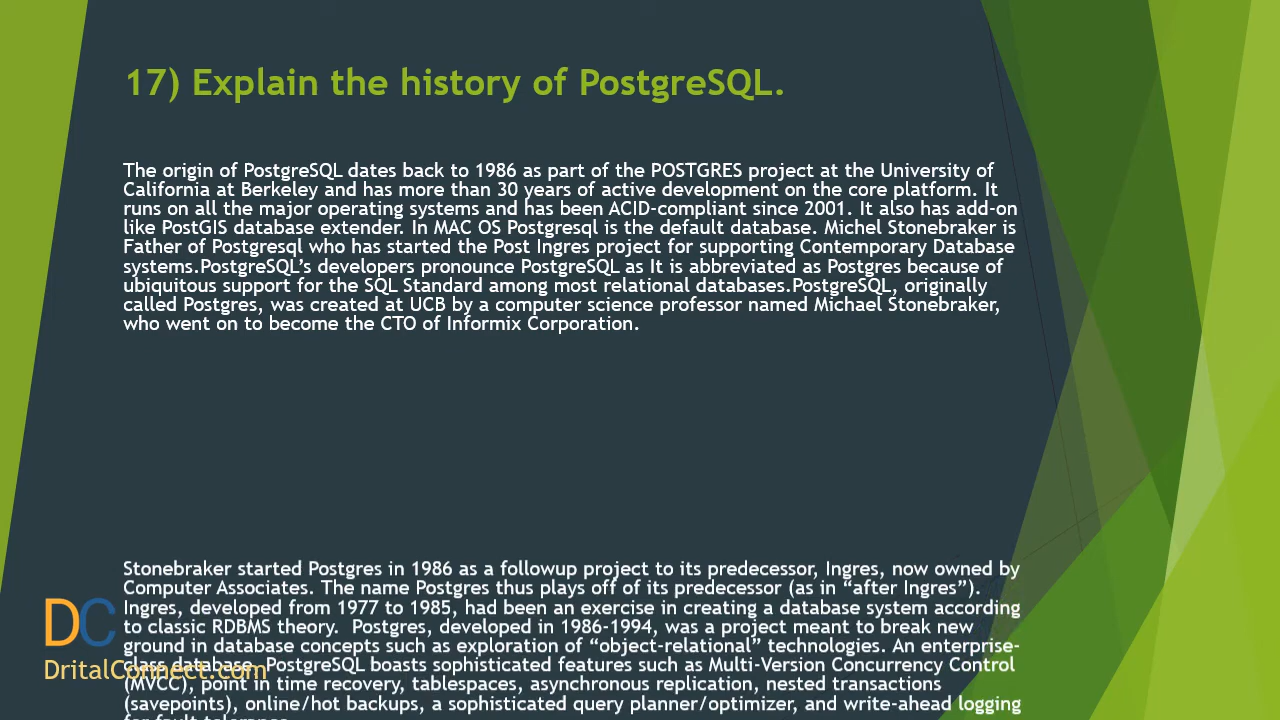 17) Explain the history of PostgreSQL.
The origin of PostgreSQL dates back to 1986 as part of the POSTGRES project at the University of
California at Berkeley and has more than 30 years of active development on the core platform. It
runs on all the major operating systems and has been ACID-compliant since 2001. It also has add-on
like PostGIS database extender. In MAC OS Postgresql is the default database. Michel Stonebraker is
Father of Postgresql who has started the Post Ingres project for supporting Contemporary Database
systems.PostgreSQL’s developers pronounce PostgreSQL as It is abbreviated as Postgres because of
ubiquitous support for the SQL Standard among most relational databases.PostgreSQL, originally
called Postgres, was created at UCB by a computer science professor named Michael Stonebraker,
who went on to become the CTO of Informix Corporation.
Stonebraker started Postgres in 1986 as a followup project to its predecessor, Ingres, now owned by
Computer Associates. The name Postgres thus plays off of its predecessor (as in “after Ingres”).
Ingres, developed from 1977 to 1985, had been an exercise in creating a database system according
to classic RDBMS theory.  Postgres, developed in 1986-1994, was a project meant to break new
ground in database concepts such as exploration of “object-relational” technologies. An enterprise-
class database, PostgreSQL boasts sophisticated features such as Multi-Version Concurrency Control
(MVCC), point in time recovery, tablespaces, asynchronous replication, nested transactions
(savepoints), online/hot backups, a sophisticated query planner/optimizer, and write-ahead logging
for fault tolerance.
DC
DritalConnect.com